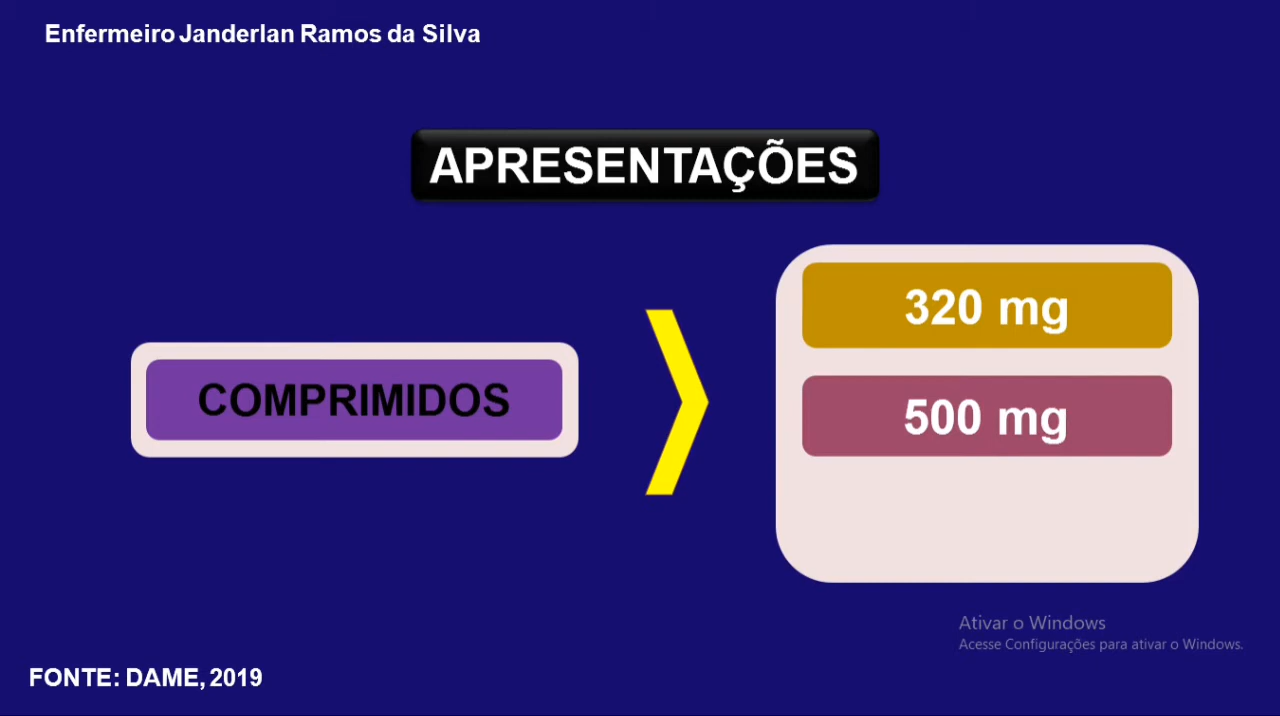 Enfermeiro Janderlan Ramos da Silva
APRESENTAÇÕES
320 mg
COMPRIMIDOS
500 mg
Ativar o Windows
Acesse Configurações para ativar o Windows.
FONTE: DAME, 2019